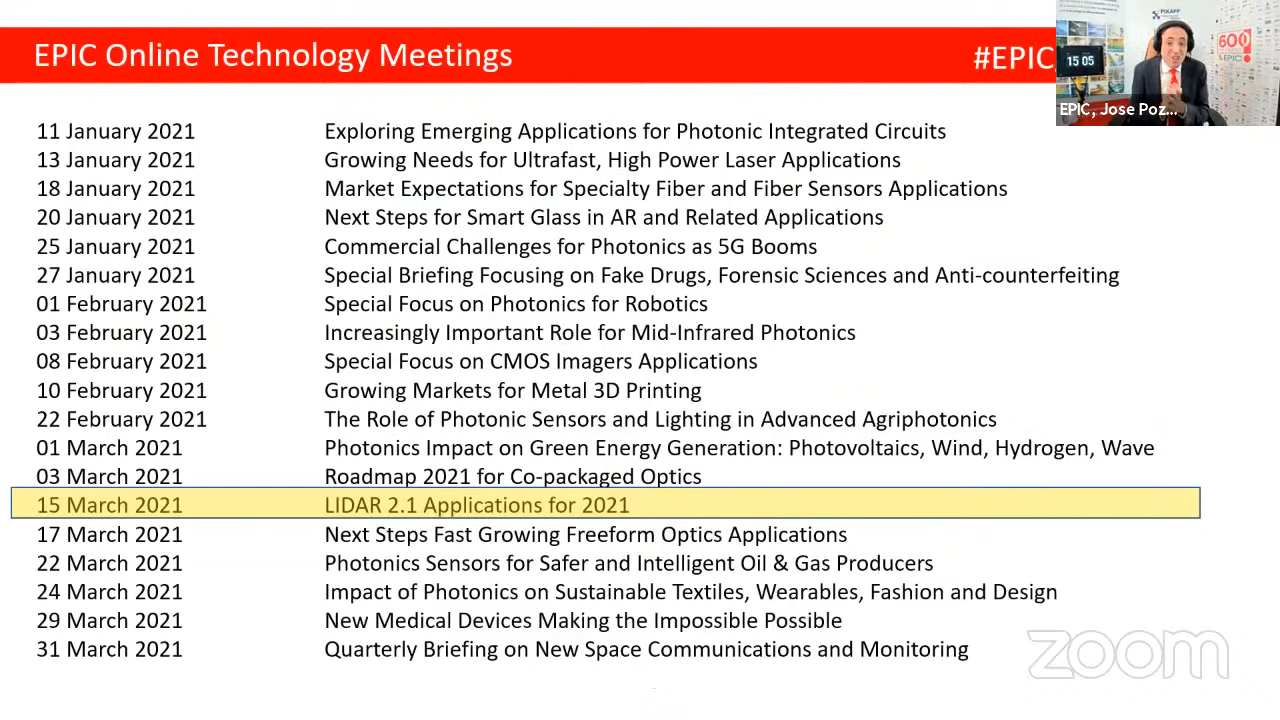 EPIC Online Technology Meetings
#EPIC
PIXAPP
15 05
600
EPIC
EPIC, Jose Poz...
11 January 2021 Exploring Emerging Applications for Photonic Integrated Circuits
13 January 2021 Growing Needs for Ultrafast, High Power Laser Applications
18 January 2021 Market Expectations for Specialty Fiber and Fiber Sensors Applications
20 January 2021 Next Steps for Smart Glass in AR and Related Applications
25 January 2021 Commercial Challenges for Photonics as 5G Booms
27 January 2021 Special Briefing Focusing on Fake Drugs, Forensic Sciences and Anti-counterfeiting
01 February 2021 Special Focus on Photonics for Robotics
03 February 2021 Increasingly Important Role for Mid-Infrared Photonics
08 February 2021 Special Focus on CMOS Imagers Applications
10 February 2021 Growing Markets for Metal 3D Printing
22 February 2021 The Role of Photonic Sensors and Lighting in Advanced Agriphotonics
01 March 2021 Photonics Impact on Green Energy Generation: Photovoltaics, Wind, Hydrogen, Wave
03 March 2021 Roadmap 2021 for Co-packaged Optics
15 March 2021 LIDAR 2.1 Applications for 2021
17 March 2021 Next Steps Fast Growing Freeform Optics Applications
22 March 2021 Photonics Sensors for Safer and Intelligent Oil & Gas Producers
24 March 2021 Impact of Photonics on Sustainable Textiles, Wearables, Fashion and Design
29 March 2021 New Medical Devices Making the Impossible Possible
31 March 2021 Quarterly Briefing on New Space Communications and Monitoring
zoom